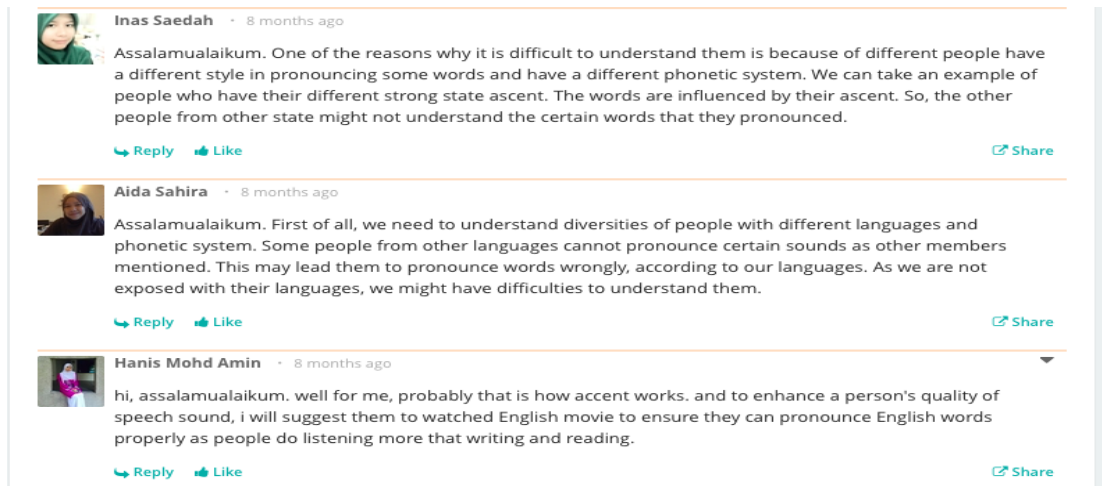 Inas Saedah • 8 months ago
Assalamualaikum. One of the reasons why it is difficult to understand them is because of different people have
a different style in pronouncing some words and have a different phonetic system. We can take an example of
people who have their different strong state ascent. The words are influenced by their ascent. So, the other
people from other state might not understand the certain words that they pronounced.
Reply Like Share
Aida Sahira • 8 months ago
Assalamualaikum. First of all, we need to understand diversities of people with different languages and
phonetic system. Some people from other languages cannot pronounce certain sounds as other members
mentioned. This may lead them to pronounce words wrongly, according to our languages. As we are not
exposed with their languages, we might have difficulties to understand them.
Reply Like Share
Hanis Mohd Amin • 8 months ago
hi, assalamualaikum. well for me, probably that is how accent works. and to enhance a person's quality of
speech sound, i will suggest them to watched English movie to ensure they can pronounce English words
properly as people do listening more that writing and reading.
Reply Like Share